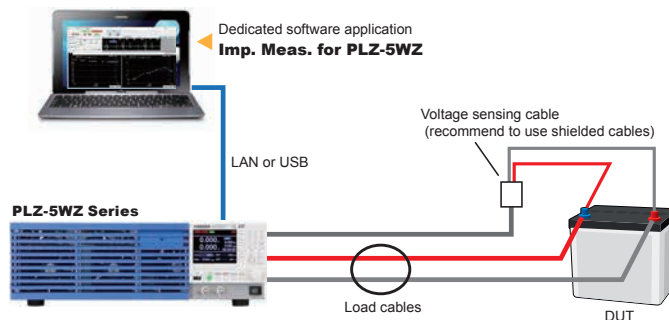 Dedicated software application
Imp. Meas. for PLZ-5WZ
Voltage sensing cable
(recommend to use shielded cables)
LAN or USB
PLZ-5WZ Series
Load cables
DUT